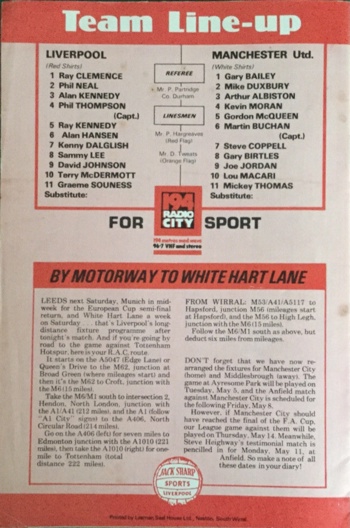 Team Line-up
LIVERPOOL
(Red Shirts)
1 Ray CLEMENCE
2 Phil NEAL
3 Alan KENNEDY
4 Phil THOMPSON
(Capt.)
5 Ray KENNEDY
6 Alan HANSEN
7 Kenny DALGLISH
8 Sammy LEE
9 David JOHNSON
10 Terry McDERMOTT
11 Graeme SOUNESS
Substitute:
REFEREE
Mr. P. Partridge
Co. Durham
LINESMEN
Mr. P. Hargreaves
(Red Flag)
Mr. D.
(Orange Flag)
MANCHESTER Utd.
(White Shirts)
1 Gary BAILEY
2 Mike DUXBURY
3 Arthur ALBISTON
4 Kevin MORAN
5 Gordon McQUEEN
6 Martin BUCHAN
(Capt.)
7 Steve COPPELL
8 Gary BIRTLES
9 Joe JORDAN
10 Lou MACARI
11 Mickey THOMAS
Substitute:
FOR
194
RADIO
CITY
194 metres med wave
96·7 VHF and stereo
SPORT
BY MOTORWAY TO WHITE HART LANE
LEEDS next Saturday, Munich in mid-
week for the European Cup semi-final
return, and White Hart Lane a week
on Saturday . . . that's Liverpool's long-
distance fixture programme after
tonight's match. And if you're going by
road to the game against Tottenham
Hotspur, here is your R.A.C. route.
It starts on the A5047 (Edge Lane) or
Queen's Drive to the M62, junction at
Broad Green (where mileages start) and
then it's the M62 to Croft, junction with
the M6 (15 miles).
Take the M6/M1 south to intersection 2,
Hendon, North London, junction with
the A1/A41 (212 miles) and the A1 (follow
"A1 City" signs) to the A406, North
Circular Road (214 miles).
Go on the A406 (left) for seven miles to
Edmonton junction with the A1010 (221
miles), then take the A1010 (right) for one-
mile to Tottenham (total
distance 222 miles).
FROM WIRRAL: M53/A41/A5117 to
Hapsford, junction M56 (mileages start
at Hapsford), and the M56 to High Legh,
junction with the M6 (15 miles).
Follow the M6/M1 south as above, but
deduct six miles from mileages.
DON'T forget that we have now re-
arranged the fixtures for Manchester City
(home) and Middlesbrough (away). The
game at Ayresome Park will be played on
Tuesday, May 5, and the Anfield match
against Manchester City is scheduled for
the following Friday, May 8.
However, if Manchester City should
have reached the final of the F.A. Cup,
our League game against them will be
played on Thursday, May 14. Meanwhile,
Steve Heighway's testimonial match is
pencilled in for Monday, May 11, at
Anfield. So make a note of all
these dates in your diary!
JACK SHARP
SPORTS
LIVERPOOL